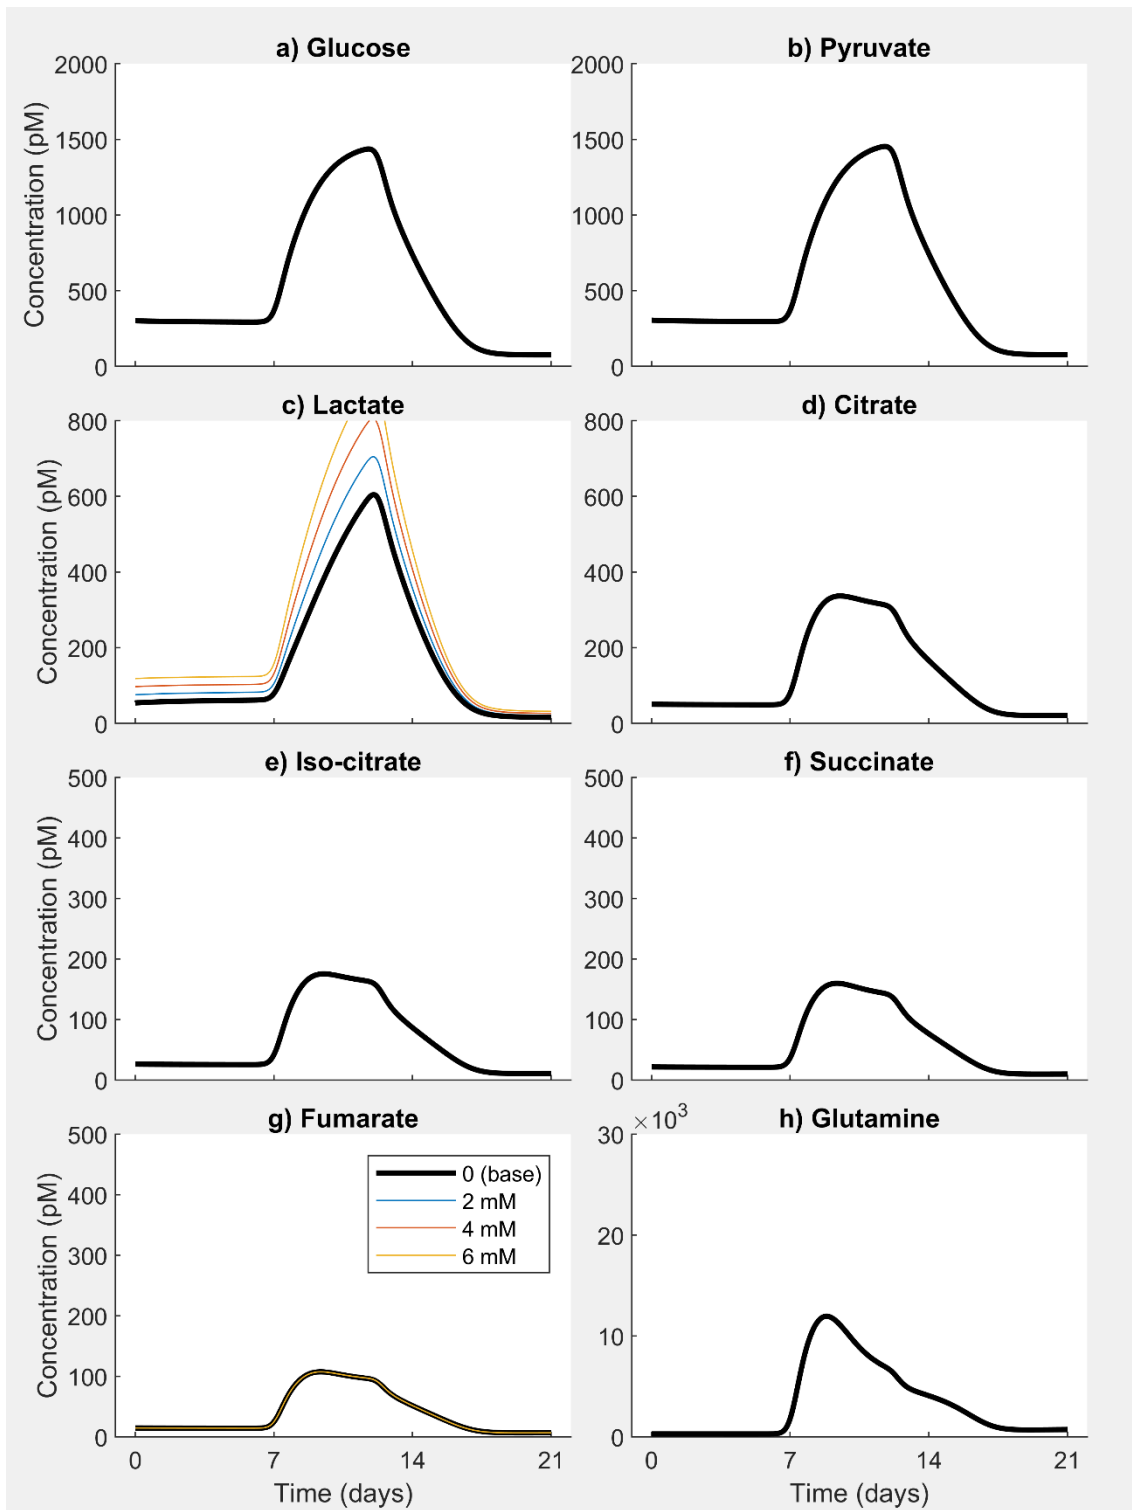 a) Glucose
b) Pyruvate
Concentration (pM)
2000
1500
1000
500
0
2000
1500
1000
500
0
c) Lactate
d) Citrate
Concentration (pM)
800
600
400
200
0
800
600
400
200
0
e) Iso-citrate
f) Succinate
Concentration (pM)
500
400
300
200
100
0
500
400
300
200
100
0
g) Fumarate
h) Glutamine
Concentration (pM)
500
400
300
200
100
0
0 (base)
2 mM
4 mM
6 mM
×10³
30
20
10
0
0 7 14 21
0 7 14 21
Time (days)
Time (days)